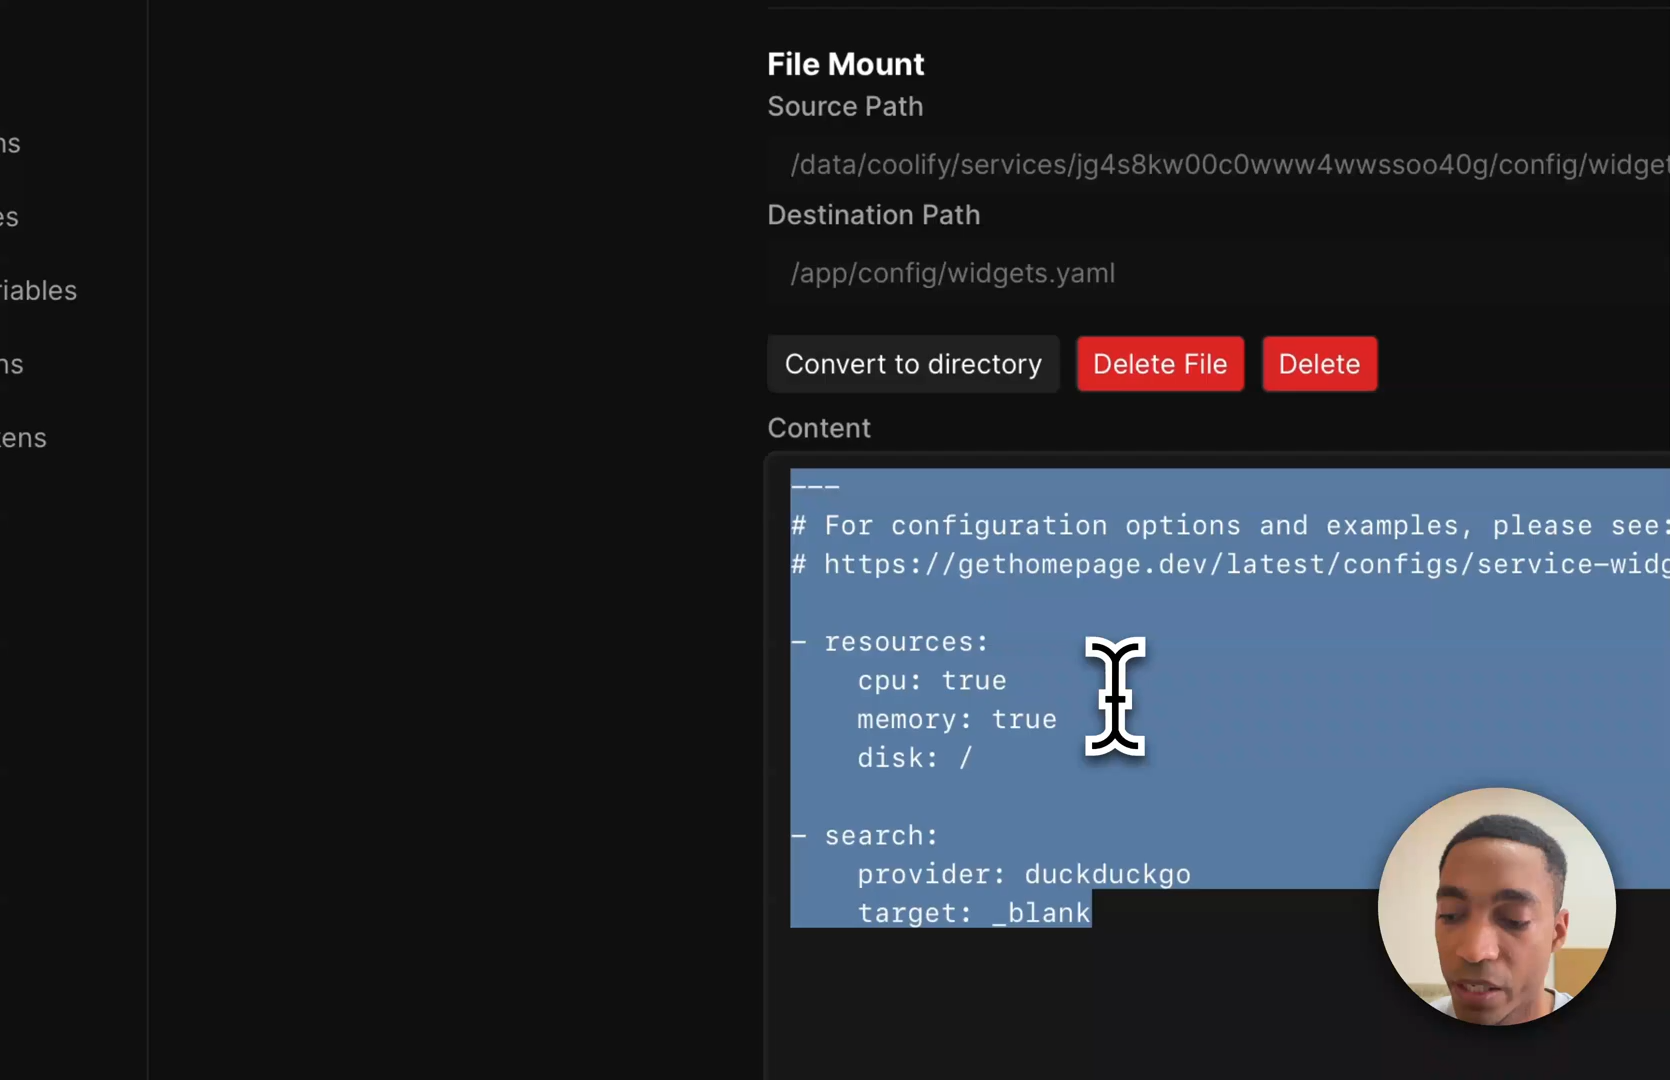 File Mount
Source Path
/data/coolify/services/jg4s8kw00c0www4wwssoo40g/config/widget
Destination Path
/app/config/widgets.yaml
Convert to directory
Delete File
Delete
Content
---
# For configuration options and examples, please see:
# https://gethomepage.dev/latest/configs/service-widg
- resources:
cpu: true
memory: true
disk: /
- search:
provider: duckduckgo
target: _blank
ns
es
riables
ns
kens